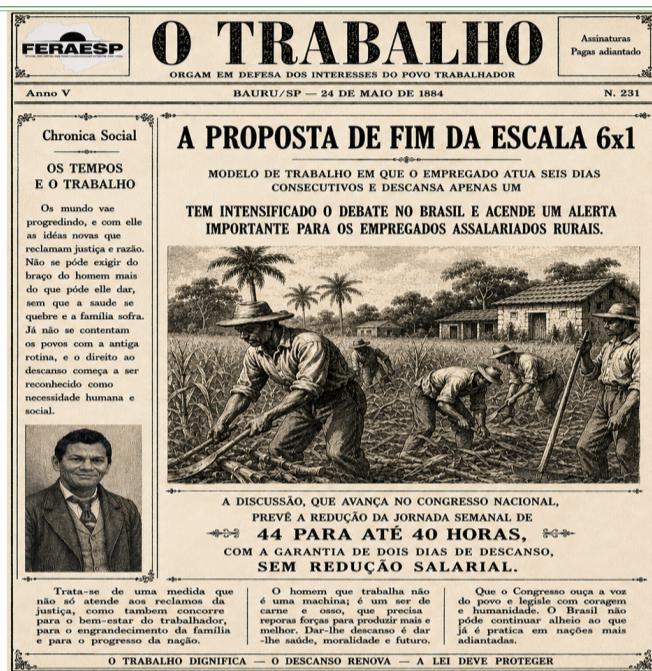 FERAESP
O TRABALHO
ORGAM EM DEFESA DOS INTERESSES DO POVO TRABALHADOR
Assinaturas
Pagas adiantado
Anno V
BAURU/SP — 24 DE MAIO DE 1884
N. 231
Chronica Social
OS TEMPOS
E O TRABALHO
Os mundo vae
progredindo, e com elle
as idéas novas que
reclamam justiça e razão.
Não se póde exigir do
braço do homem mais
do que póde elle dar,
sem que a saude se
quebre e a família sofra.
Já não se contentam
os povos com a antiga
rotina, e o direito ao
descanso começa a ser
reconhecido como
necessidade humana e
social.
A PROPOSTA DE FIM DA ESCALA 6x1
MODELO DE TRABALHO EM QUE O EMPREGADO ATUA SEIS DIAS
CONSECUTIVOS E DESCANSA APENAS UM
TEM INTENSIFICADO O DEBATE NO BRASIL E ACENDE UM ALERTA
IMPORTANTE PARA OS EMPREGADOS ASSALARIADOS RURAIS.
A DISCUSSÃO, QUE AVANÇA NO CONGRESSO NACIONAL,
PREVÊ A REDUÇÃO DA JORNADA SEMANAL DE
44 PARA ATÉ 40 HORAS,
COM A GARANTIA DE DOIS DIAS DE DESCANSO,
SEM REDUÇÃO SALARIAL.
Trata-se de uma medida que
não só atende aos reclamos da
justiça, como tambem concorre
para o bem-estar do trabalhador,
para o engrandecimento da família
e para o progresso da nação.
O homem que trabalha não
é uma machina; é um ser de
carne e osso, que precisa
reporas forças para produzir mais e
melhor. Dar-lhe descanso é dar
-lhe saúde, moralidade e futuro.
Que o Congresso ouça a voz
do povo e legisle com coragem
e humanidade. O Brasil não
póde continuar alheio ao que
já é pratica em nações mais
adiantadas.
O TRABALHO DIGNIFICA — O DESCANSO RENOVA — A LEI DEVE PROTEGER